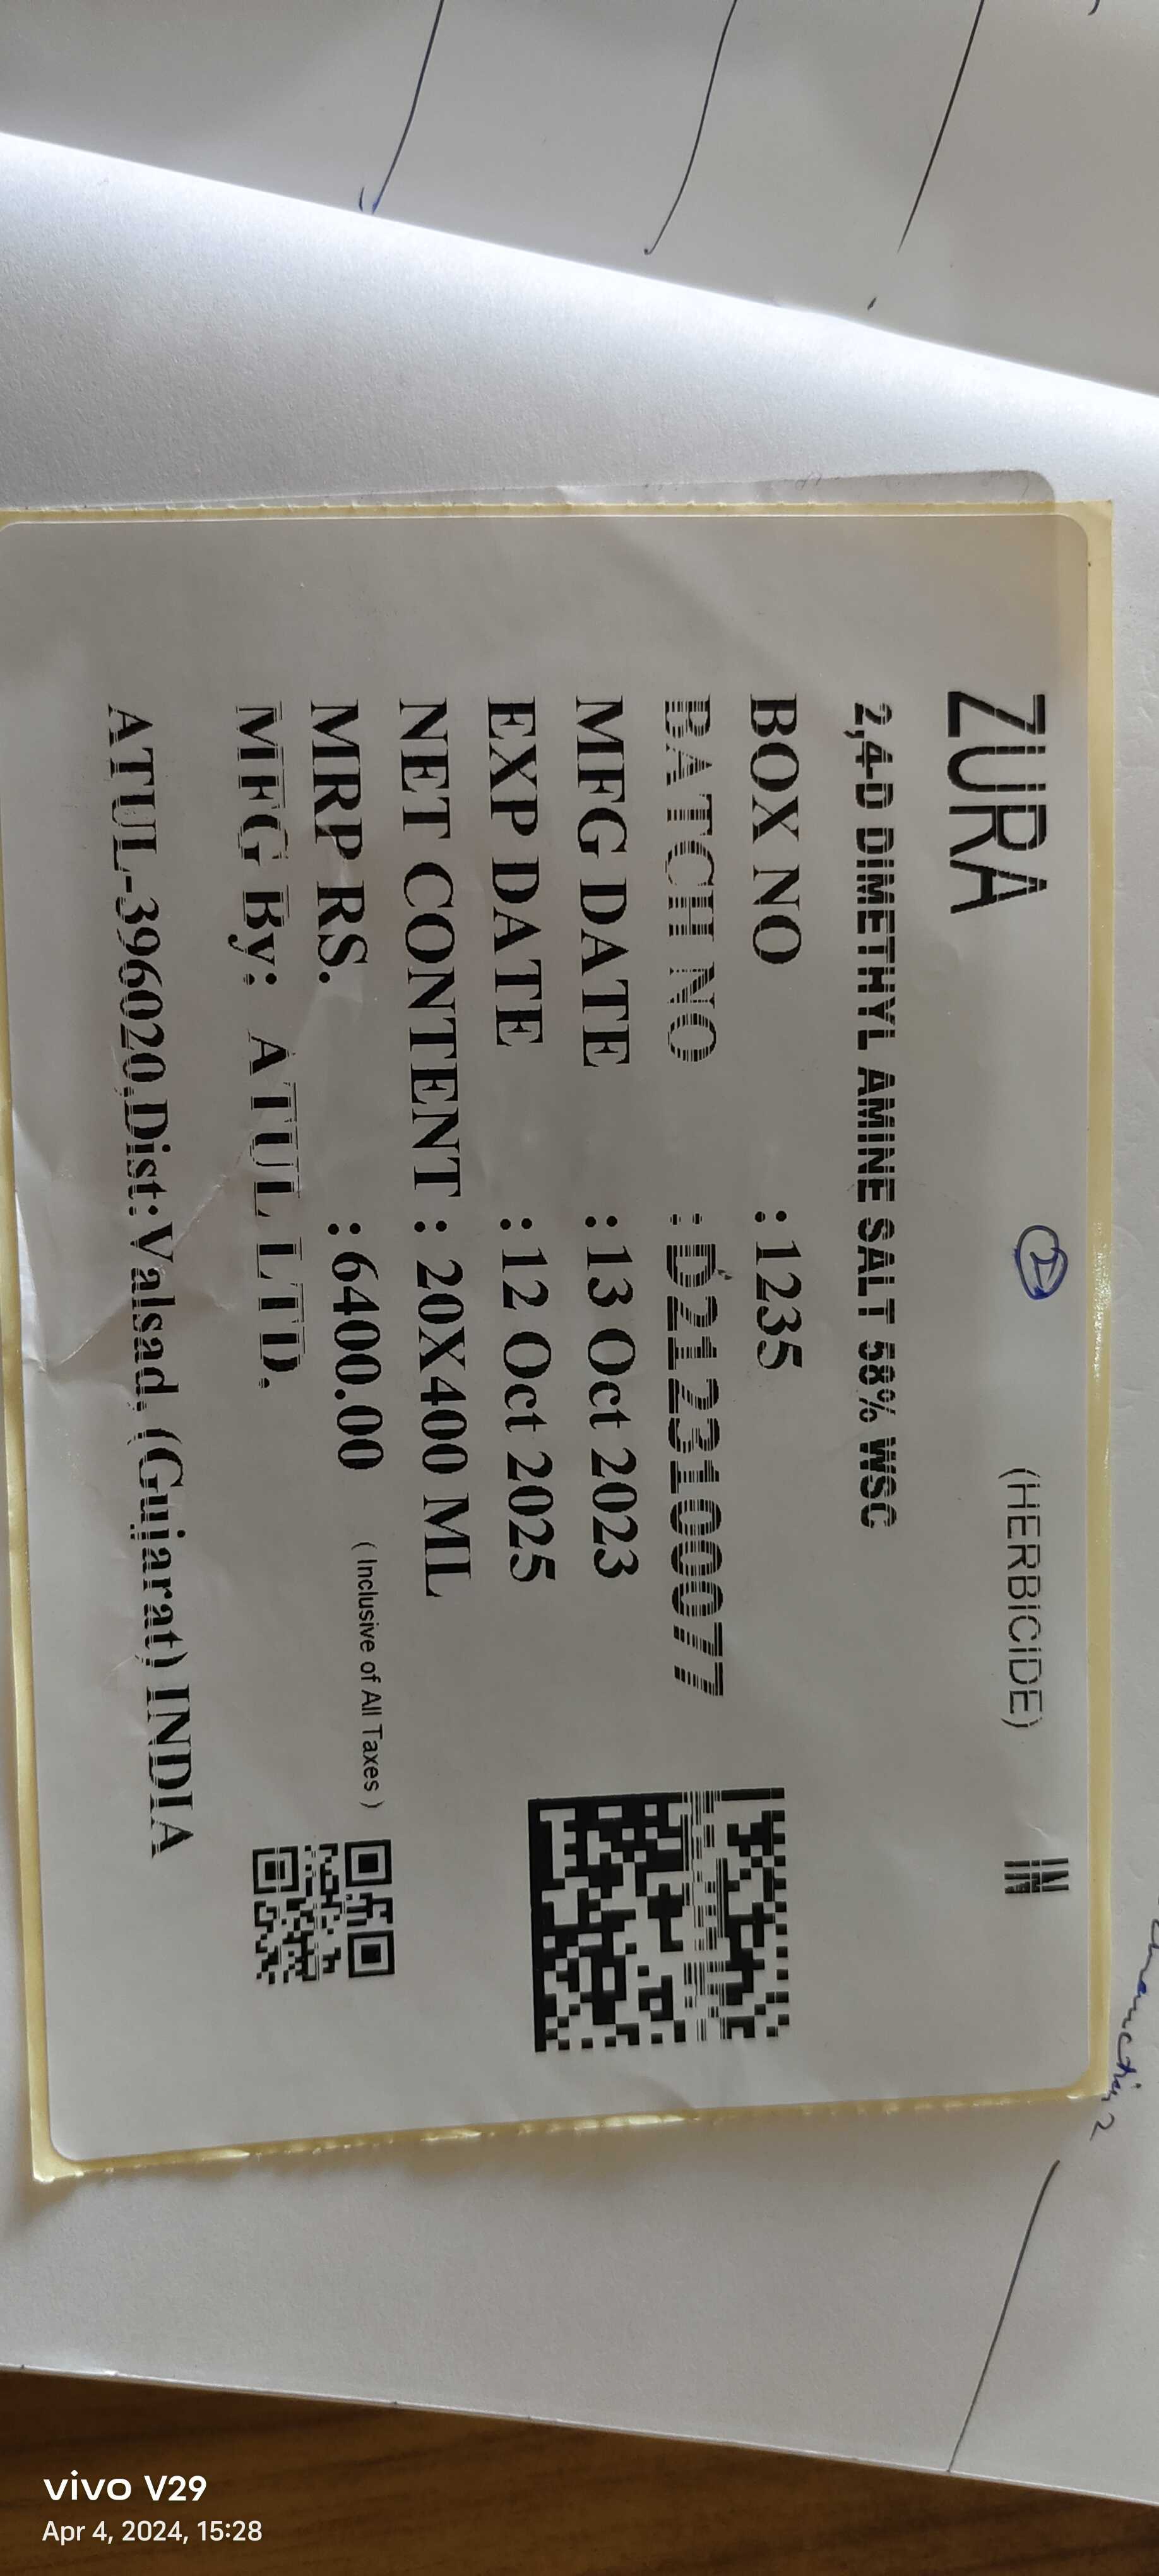 ZURA (HERBICIDE) IN
2,4-D DIMETHYL AMINE SALT 58% WSC
BOX NO :1235
BATCH NO : D2123100077
MFG DATE : 13 Oct 2023
EXP DATE : 12 Oct 2025
NET CONTENT : 20X400 ML
MRP RS. :6400.00 ( Inclusive of All Taxes )
MFG By: ATUL LTD.
ATUL-396020,Dist:Valsad, (Gujarat) INDIA
vivo V29
Apr 4, 2024, 15:28